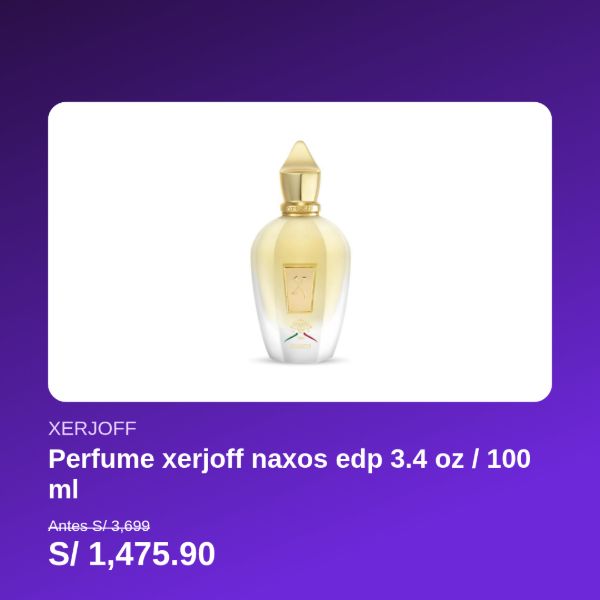 XERJOFF
Perfume xerjoff naxos edp 3.4 oz / 100
ml
Antes S/ 3,699
S/ 1,475.90